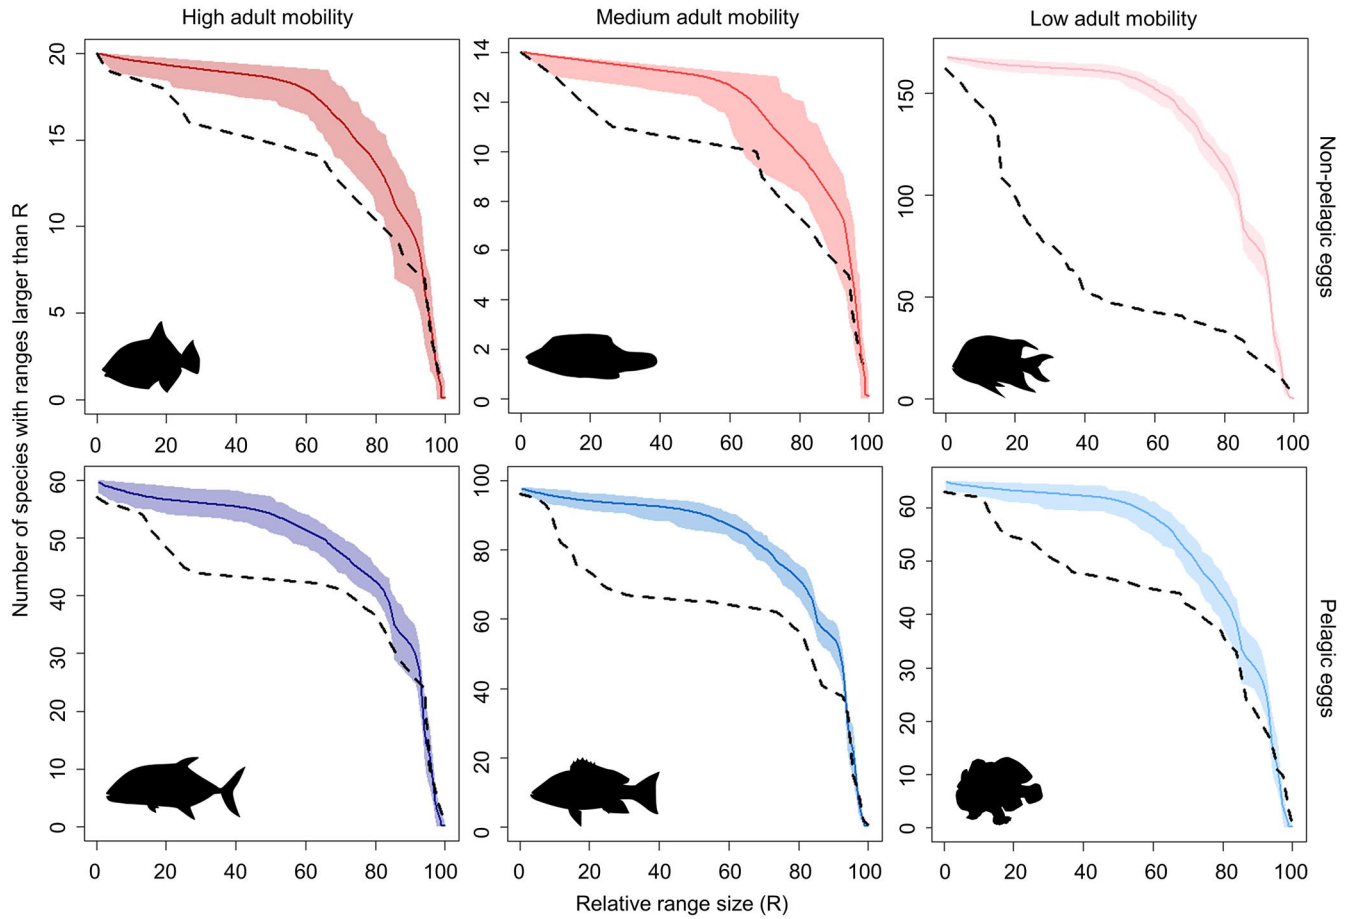 High adult mobility
Medium adult mobility
Low adult mobility
Number of species with ranges larger than R
20
15
10
5
0
0 20 40 60 80 100
14
12
10
8
6
4
2
0
0 20 40 60 80 100
150
100
50
0
0 20 40 60 80 100
Non-pelagic eggs
60
50
40
30
20
10
0
0 20 40 60 80 100
100
80
60
40
20
0
0 20 40 60 80 100
60
50
40
30
20
10
0
0 20 40 60 80 100
Pelagic eggs
Relative range size (R)